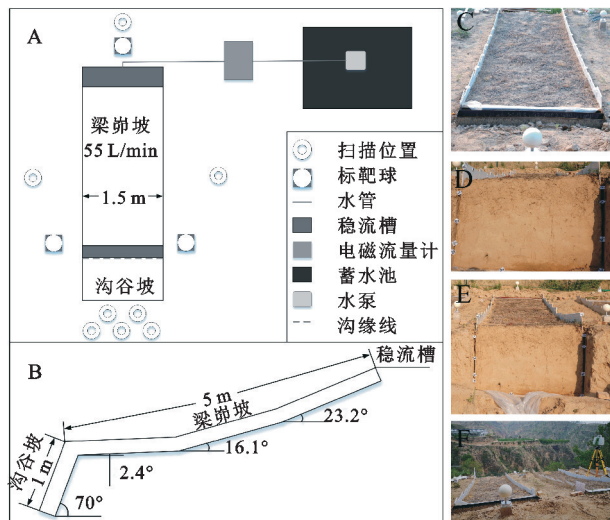 A
梁峁坡
55 L/min
1.5 m
沟谷坡
扫描位置
标靶球
水管
稳流槽
电磁流量计
蓄水池
水泵
沟缘线
B
稳流槽
5 m
梁峁坡
23.2°
16.1°
2.4°
沟谷坡
1 m
70°
C
D
E
F